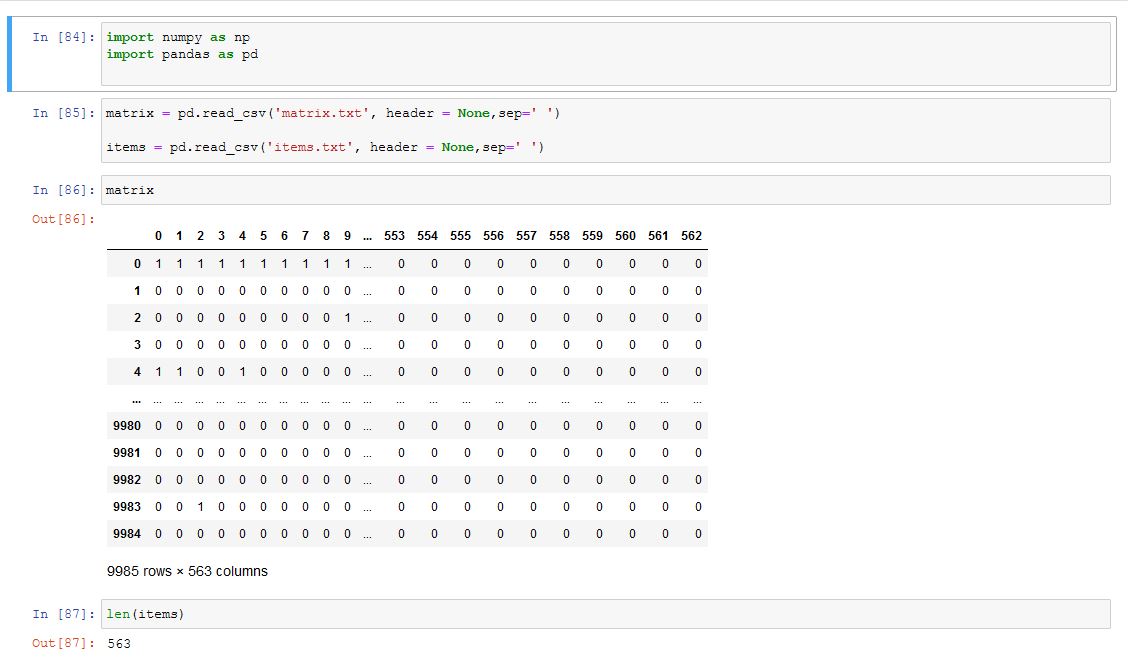 In [84]: import numpy as np
import pandas as pd
In [85]: matrix = pd.read_csv('matrix.txt', header = None,sep=' ')
items = pd.read_csv('items.txt', header = None,sep=' ')
In [86]: matrix
Out[86]:
0 1 2 3 4 5 6 7 8 9 ... 553 554 555 556 557 558 559 560 561 562
0 1 1 1 1 1 1 1 1 1 1 ... 0 0 0 0 0 0 0 0 0 0
1 0 0 0 0 0 0 0 0 0 0 ... 0 0 0 0 0 0 0 0 0 0
2 0 0 0 0 0 0 0 0 0 1 ... 0 0 0 0 0 0 0 0 0 0
3 0 0 0 0 0 0 0 0 0 0 ... 0 0 0 0 0 0 0 0 0 0
4 1 1 0 0 1 0 0 0 0 0 ... 0 0 0 0 0 0 0 0 0 0
... ... ... ... ... ... ... ... ... ... ... ... ... ... ... ... ... ... ... ... ... ...
9980 0 0 0 0 0 0 0 0 0 0 ... 0 0 0 0 0 0 0 0 0 0
9981 0 0 0 0 0 0 0 0 0 0 ... 0 0 0 0 0 0 0 0 0 0
9982 0 0 0 0 0 0 0 0 0 0 ... 0 0 0 0 0 0 0 0 0 0
9983 0 0 1 0 0 0 0 0 0 0 ... 0 0 0 0 0 0 0 0 0 0
9984 0 0 0 0 0 0 0 0 0 0 ... 0 0 0 0 0 0 0 0 0 0
9985 rows × 563 columns
In [87]: len(items)
Out[87]: 563